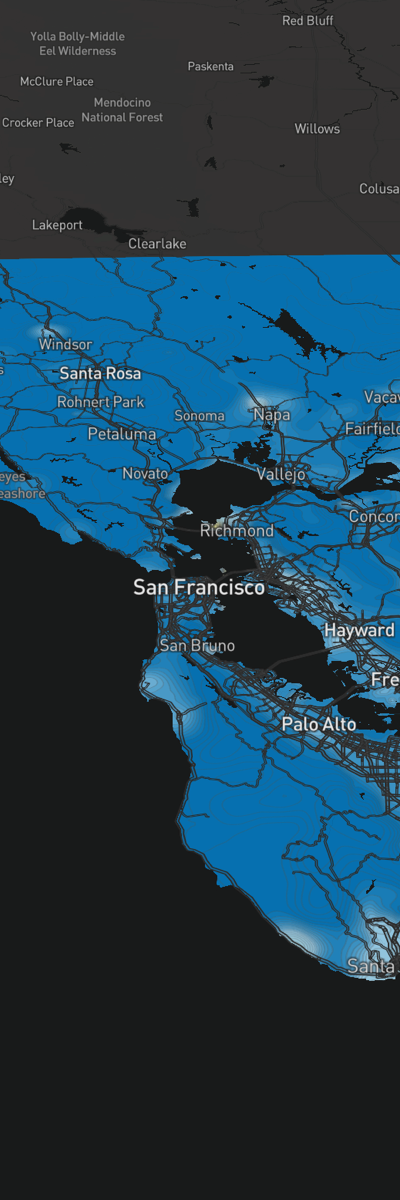 Red Bluff
Yolla Bolly-Middle
Eel Wilderness
Paskenta
McClure Place
Mendocino
National Forest
Crocker Place
Willows
ley
Colusa
Lakeport
Clearlake
Windsor
s
Santa Rosa
Rohnert Park
Vacav
Sonoma
Napa
Fairfield
Petaluma
Novato
Vallejo
eyes
eashore
Concor
Richmond
San Francisco
Hayward
San Bruno
Fre
Palo Alto
Santa